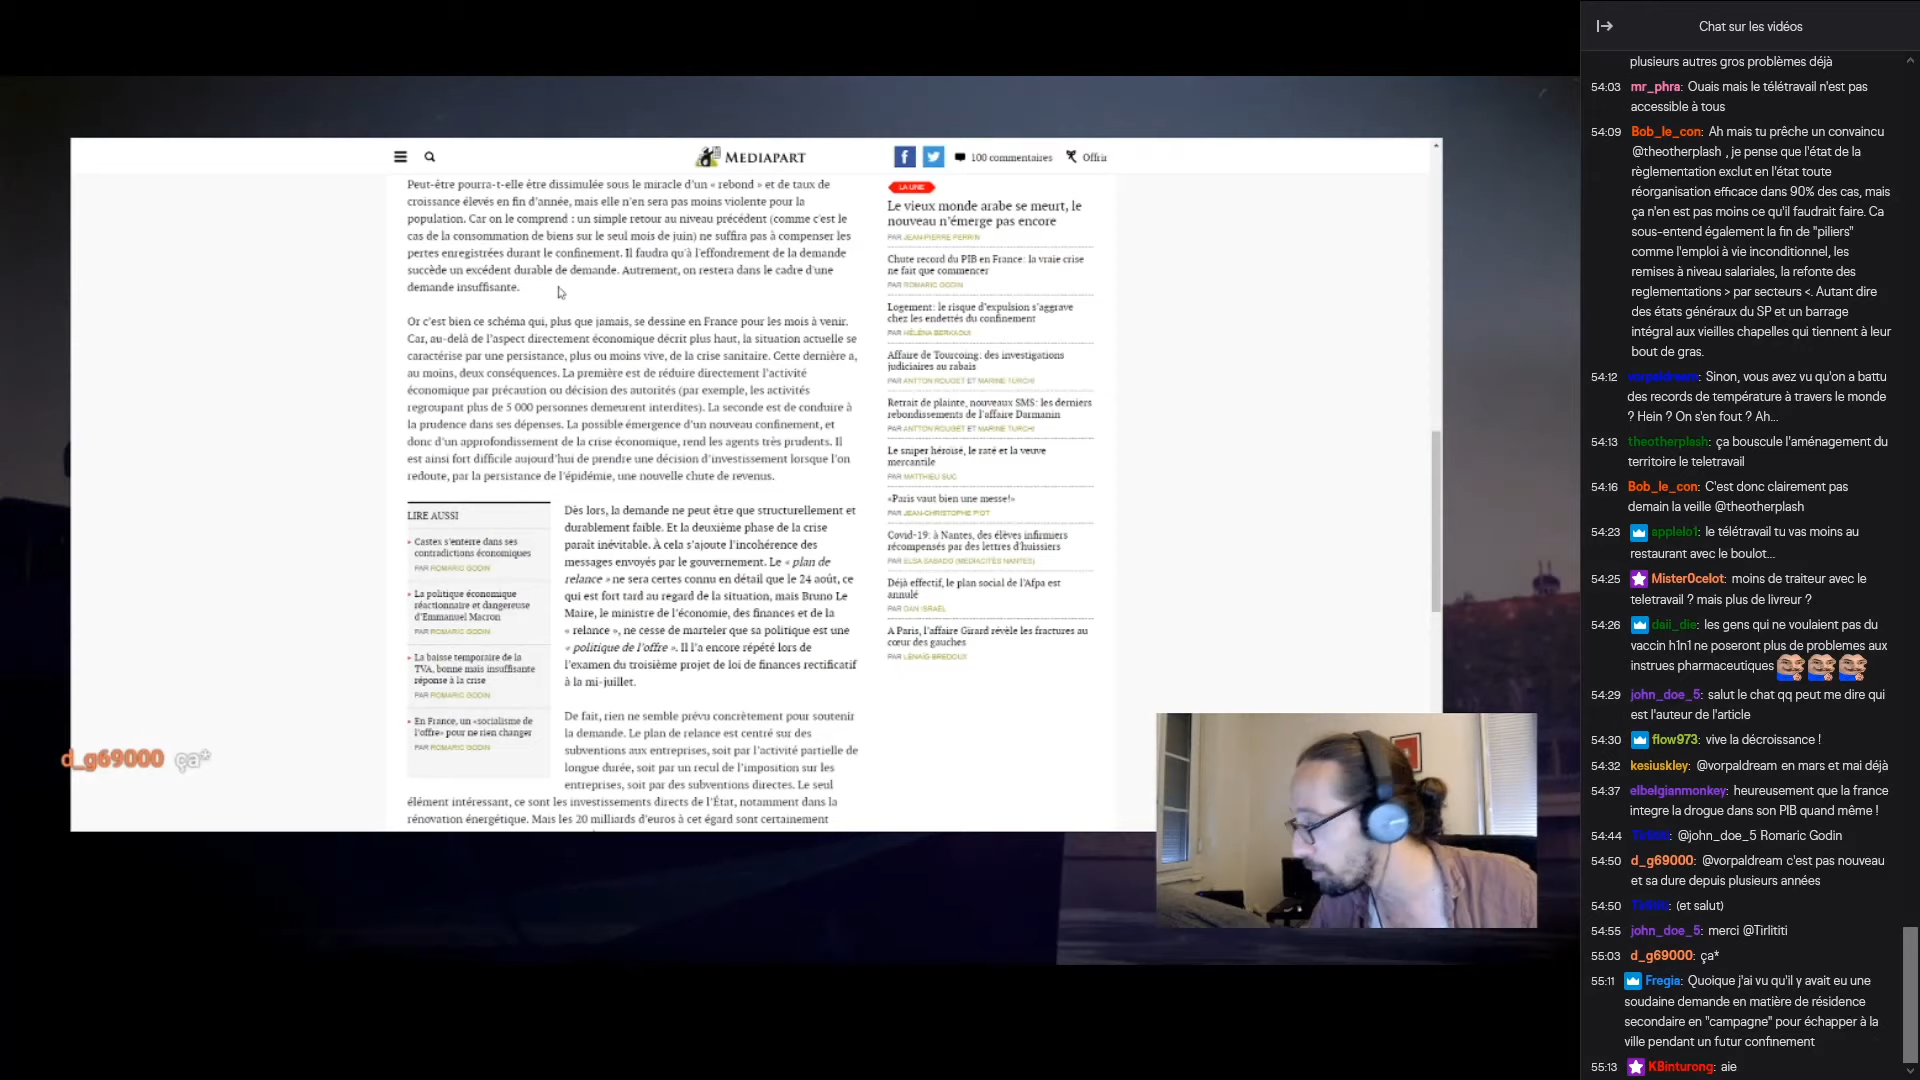 Chat sur les vidéos
MEDIAPART
100 commentaires
Offrir
Peut-être pourra-t-elle être dissimulée sous le miracle d'un « rebond » et de taux de
croissance élevés en fin d'année, mais elle n'en sera pas moins violente pour la
population. Car on le comprend : un simple retour au niveau précédent (comme c'est le
cas de la consommation de biens sur le seul mois de juin) ne suffira pas à compenser les
pertes enregistrées durant le confinement. Il faudra qu'à l'effondrement de la demande
succède un excédent durable de demande. Autrement, on restera dans le cadre d'une
demande insuffisante.
Or c'est bien ce schéma qui, plus que jamais, se dessine en France pour les mois à venir.
Car, au-delà de l'aspect directement économique décrit plus haut, la situation actuelle se
caractérise par une persistance, plus ou moins vive, de la crise sanitaire. Cette dernière a,
au moins, deux conséquences. La première est de réduire directement l'activité
économique par précaution ou décision des autorités (par exemple, les activités
regroupant plus de 5 000 personnes demeurent interdites). La seconde est de conduire à
la prudence dans ses dépenses. La possible émergence d'un nouveau confinement, et
donc d'un approfondissement de la crise économique, rend les agents très prudents. Il
est ainsi fort difficile aujourd'hui de prendre une décision d'investissement lorsque l'on
redoute, par la persistance de l'épidémie, une nouvelle chute de revenus.
LIRE AUSSI
Castex s'enterre dans ses
contradictions économiques
PAR ROMARIC GODIN
La politique économique
réactionnaire et dangereuse
d'Emmanuel Macron
PAR ROMARIC GODIN
La baisse temporaire de la
TVA, bonne mais insuffisante
réponse à la crise
PAR ROMARIC GODIN
En France, un «socialisme de
l'offre» pour ne rien changer
PAR ROMARIC GODIN
Dès lors, la demande ne peut être que structurellement et
durablement faible. Et la deuxième phase de la crise
paraît inévitable. À cela s'ajoute l'incohérence des
messages envoyés par le gouvernement. Le « plan de
relance » ne sera certes connu en détail que le 24 août, ce
qui est fort tard au regard de la situation, mais Bruno Le
Maire, le ministre de l'économie, des finances et de la
« relance », ne cesse de marteler que sa politique est une
« politique de l'offre ». Il l'a encore répété lors de
l'examen du troisième projet de loi de finances rectificatif
à la mi-juillet.
De fait, rien ne semble prévu concrètement pour soutenir
la demande. Le plan de relance est centré sur des
subventions aux entreprises, soit par l'activité partielle de
longue durée, soit par un recul de l'imposition sur les
entreprises, soit par des subventions directes. Le seul
élément intéressant, ce sont les investissements directs de l'État, notamment dans la
rénovation énergétique. Mais les 20 milliards d'euros à cet égard sont certainement
LA UNE
Le vieux monde arabe se meurt, le
nouveau n'émerge pas encore
PAR JEAN-PIERRE PERRIN
Chute record du PIB en France: la vraie crise
ne fait que commencer
PAR ROMARIC GODIN
Logement: le risque d'expulsion s'aggrave
chez les endettés du confinement
PAR HÉLÉNA BERKAOUI
Affaire de Tourcoing: des investigations
judiciaires au rabais
PAR ANTTON ROUGET ET MARINE TURCHI
Retrait de plainte, nouveaux SMS: les derniers
rebondissements de l'affaire Darmanin
PAR ANTTON ROUGET ET MARINE TURCHI
Le sniper héroïsé, le raté et la veuve
mercantile
PAR MATTHIEU SUC
«Paris vaut bien une messe!»
PAR JEAN-CHRISTOPHE PIOT
Covid-19: à Nantes, des élèves infirmiers
récompensés par des lettres d'huissiers
PAR ELSA SABADO (MEDIACITÉS NANTES)
Déjà effectif, le plan social de l'Afpa est
annulé
PAR DAN ISRAEL
A Paris, l'affaire Girard révèle les fractures au
cœur des gauches
PAR LÉNAÏG BREDOUX
d_g69000 ça*
plusieurs autres gros problèmes déjà
54:03 mr_phra: Ouais mais le télétravail n'est pas
accessible à tous
54:09 Bob_le_con: Ah mais tu prêche un convaincu
@theotherplash , je pense que l'état de la
règlementation exclut en l'état toute
réorganisation efficace dans 90% des cas, mais
ça n'en est pas moins ce qu'il faudrait faire. Ca
sous-entend également la fin de "piliers"
comme l'emploi à vie inconditionnel, les
remises à niveau salariales, la refonte des
reglementations > par secteurs <. Autant dire
des états généraux du SP et un barrage
intégral aux vieilles chapelles qui tiennent à leur
bout de gras.
54:12 vorpaldream: Sinon, vous avez vu qu'on a battu
des records de température à travers le monde
? Hein ? On s'en fout ? Ah...
54:13 theotherplash: ça bouscule l'aménagement du
territoire le teletravail
54:16 Bob_le_con: C'est donc clairement pas
demain la veille @theotherplash
54:23 applelo1: le télétravail tu vas moins au
restaurant avec le boulot...
54:25 Mister0celot: moins de traiteur avec le
teletravail ? mais plus de livreur ?
54:26 daii_die: les gens qui ne voulaient pas du
vaccin h1n1 ne poseront plus de problemes aux
instrues pharmaceutiques
54:29 john_doe_5: salut le chat qq peut me dire qui
est l'auteur de l'article
54:30 flow973: vive la décroissance !
54:32 kesiuskley: @vorpaldream en mars et mai déjà
54:37 elbelgianmonkey: heureusement que la france
integre la drogue dans son PIB quand même !
54:44 Tirlititi: @john_doe_5 Romaric Godin
54:50 d_g69000: @vorpaldream c'est pas nouveau
et sa dure depuis plusieurs années
54:50 Tirlititi: (et salut)
54:55 john_doe_5: merci @Tirlititi
55:03 d_g69000: ça*
55:11 Fregia: Quoique j'ai vu qu'il y avait eu une
soudaine demande en matière de résidence
secondaire en "campagne" pour échapper à la
ville pendant un futur confinement
55:13 KBinturong: aie